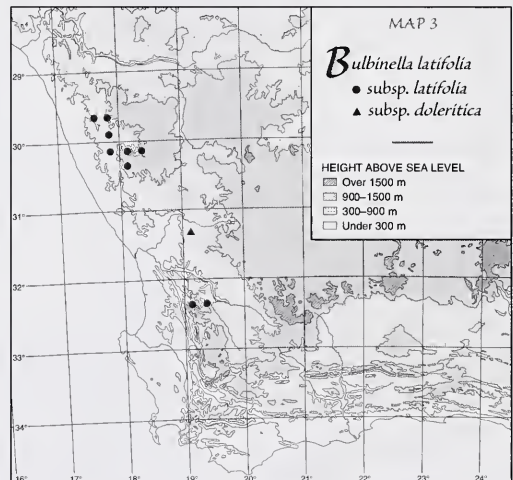 MAP 3
Bulbinella latifolia
● subsp. latifolia
▲ subsp. doleritica
HEIGHT ABOVE SEA LEVEL
Over 1500 m
900–1500 m
300–900 m
Under 300 m
29°
30°
31°
32°
33°
34°
16° 17° 18° 19° 20° 21° 22° 23° 24°